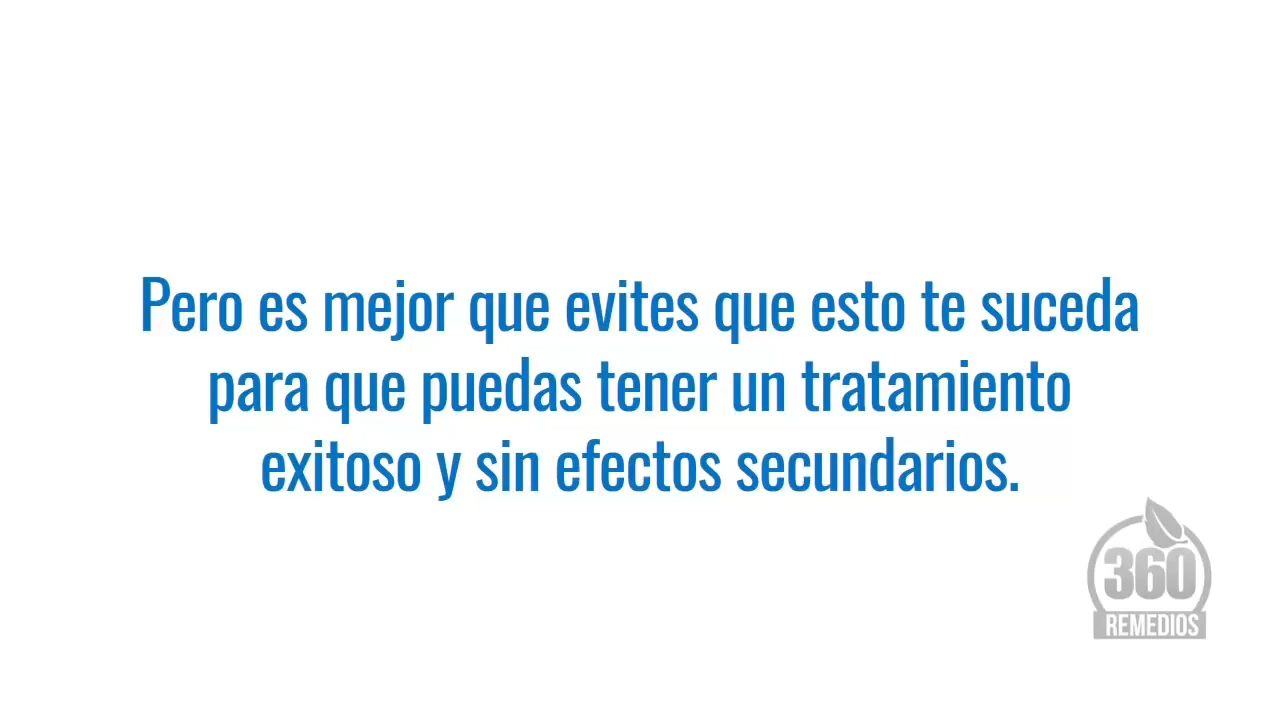 Pero es mejor que evites que esto te suceda
para que puedas tener un tratamiento
exitoso y sin efectos secundarios.
360
REMEDIOS